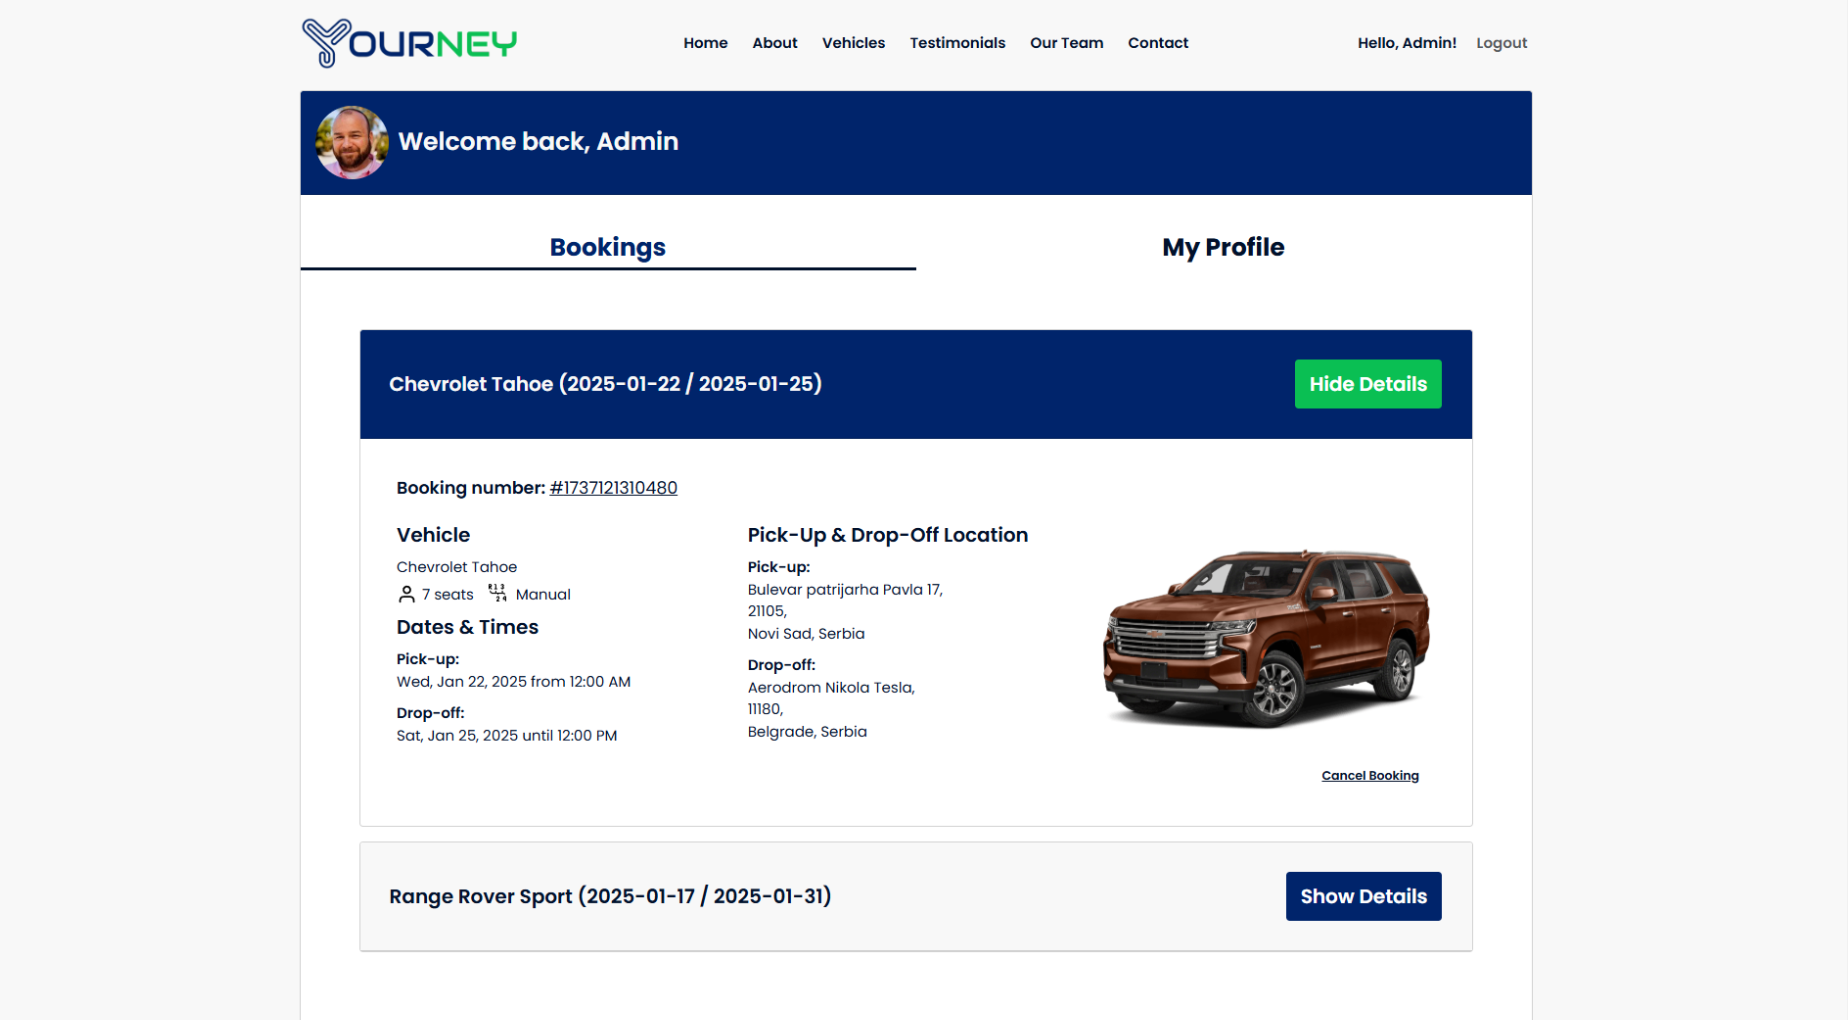 YOURNEY
Home About Vehicles Testimonials Our Team Contact
Hello, Admin! Logout
Welcome back, Admin
Bookings
My Profile
Chevrolet Tahoe (2025-01-22 / 2025-01-25)
Hide Details
Booking number: #1737121310480
Vehicle
Chevrolet Tahoe
7 seats Manual
Dates & Times
Pick-up:
Wed, Jan 22, 2025 from 12:00 AM
Drop-off:
Sat, Jan 25, 2025 until 12:00 PM
Pick-Up & Drop-Off Location
Pick-up:
Bulevar patrijarha Pavla 17,
21105,
Novi Sad, Serbia
Drop-off:
Aerodrom Nikola Tesla,
11180,
Belgrade, Serbia
Cancel Booking
Range Rover Sport (2025-01-17 / 2025-01-31)
Show Details